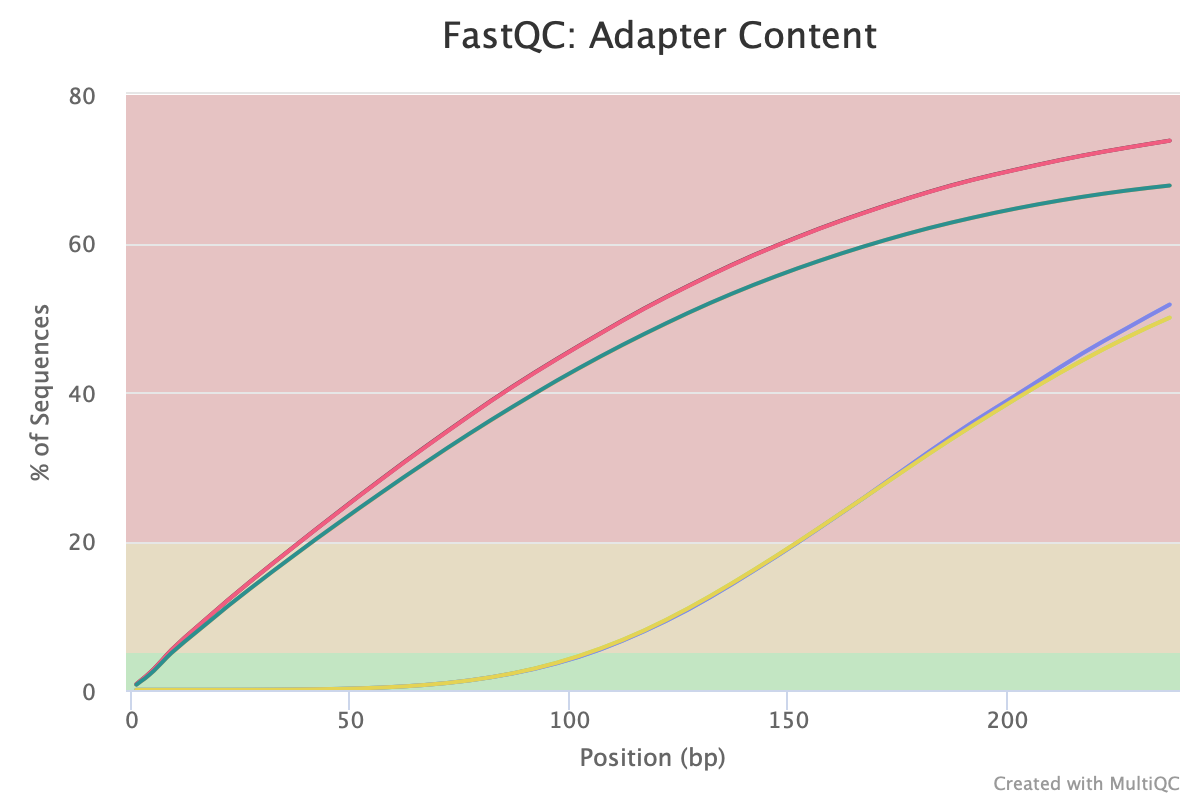 FastQC: Adapter Content
80
60
40
20
0
% of Sequences
0 50 100 150 200
Position (bp)
Created with MultiQC